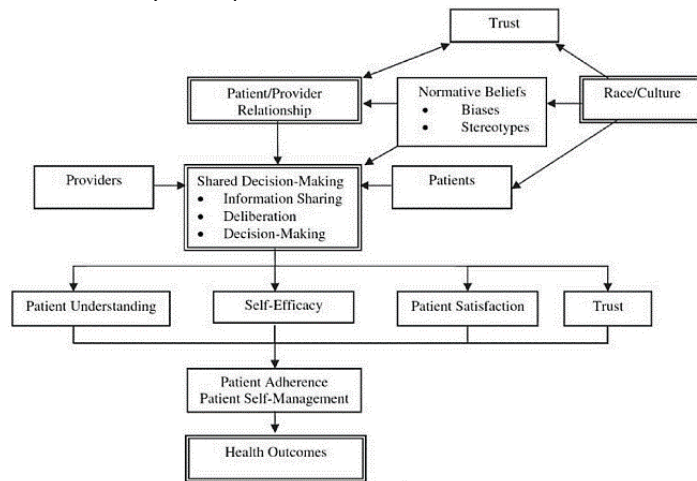 Trust
Patient/Provider
Relationship
Normative Beliefs
• Biases
• Stereotypes
Race/Culture
Providers
Shared Decision-Making
• Information Sharing
• Deliberation
• Decision-Making
Patients
Patient Understanding
Self-Efficacy
Patient Satisfaction
Trust
Patient Adherence
Patient Self-Management
Health Outcomes